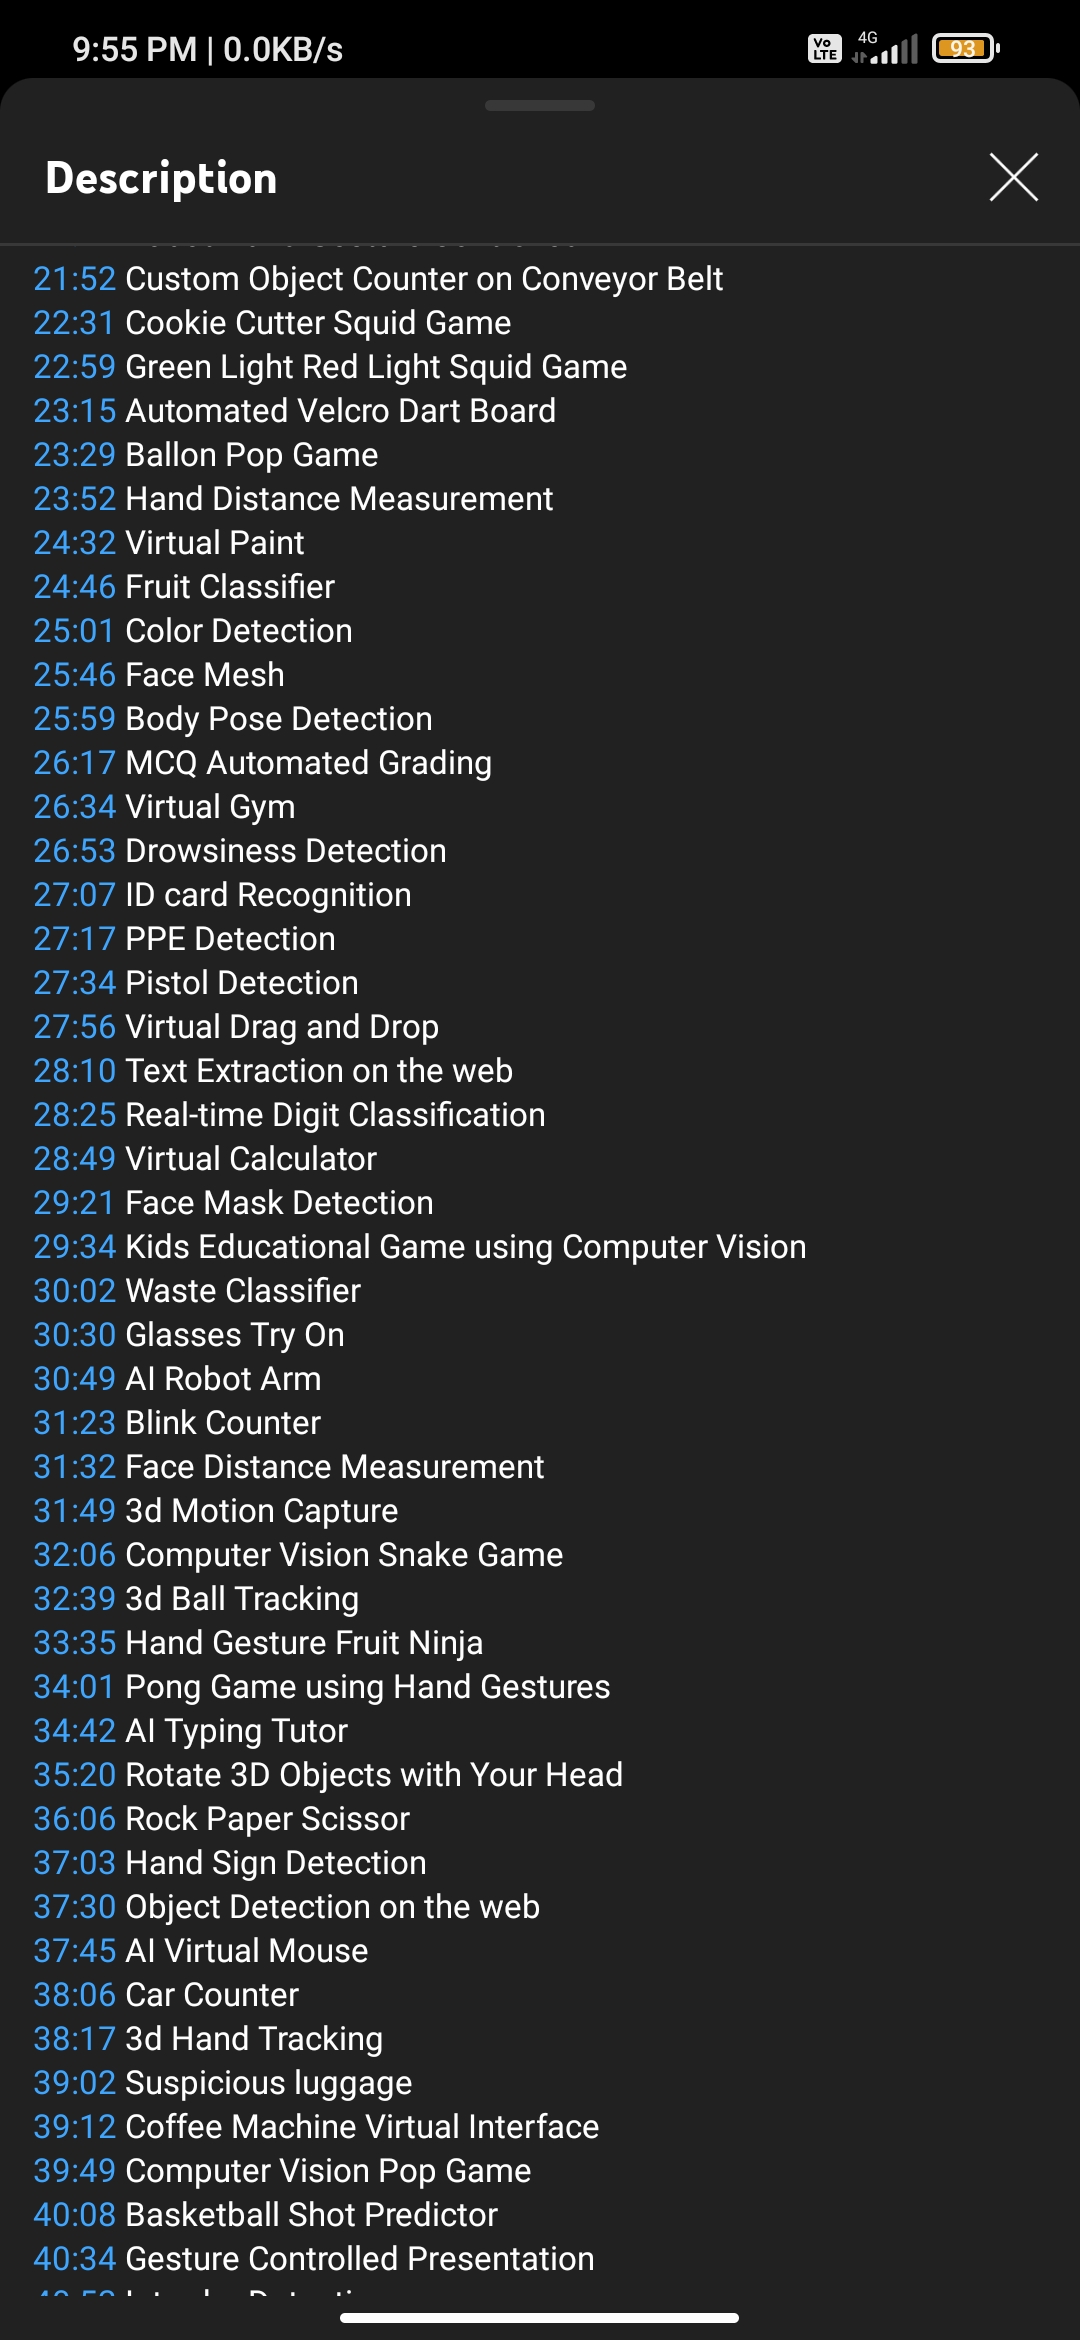 9:55 PM | 0.0KB/s
Vo LTE
4G
93
Description
21:52 Custom Object Counter on Conveyor Belt
22:31 Cookie Cutter Squid Game
22:59 Green Light Red Light Squid Game
23:15 Automated Velcro Dart Board
23:29 Ballon Pop Game
23:52 Hand Distance Measurement
24:32 Virtual Paint
24:46 Fruit Classifier
25:01 Color Detection
25:46 Face Mesh
25:59 Body Pose Detection
26:17 MCQ Automated Grading
26:34 Virtual Gym
26:53 Drowsiness Detection
27:07 ID card Recognition
27:17 PPE Detection
27:34 Pistol Detection
27:56 Virtual Drag and Drop
28:10 Text Extraction on the web
28:25 Real-time Digit Classification
28:49 Virtual Calculator
29:21 Face Mask Detection
29:34 Kids Educational Game using Computer Vision
30:02 Waste Classifier
30:30 Glasses Try On
30:49 AI Robot Arm
31:23 Blink Counter
31:32 Face Distance Measurement
31:49 3d Motion Capture
32:06 Computer Vision Snake Game
32:39 3d Ball Tracking
33:35 Hand Gesture Fruit Ninja
34:01 Pong Game using Hand Gestures
34:42 AI Typing Tutor
35:20 Rotate 3D Objects with Your Head
36:06 Rock Paper Scissor
37:03 Hand Sign Detection
37:30 Object Detection on the web
37:45 AI Virtual Mouse
38:06 Car Counter
38:17 3d Hand Tracking
39:02 Suspicious luggage
39:12 Coffee Machine Virtual Interface
39:49 Computer Vision Pop Game
40:08 Basketball Shot Predictor
40:34 Gesture Controlled Presentation